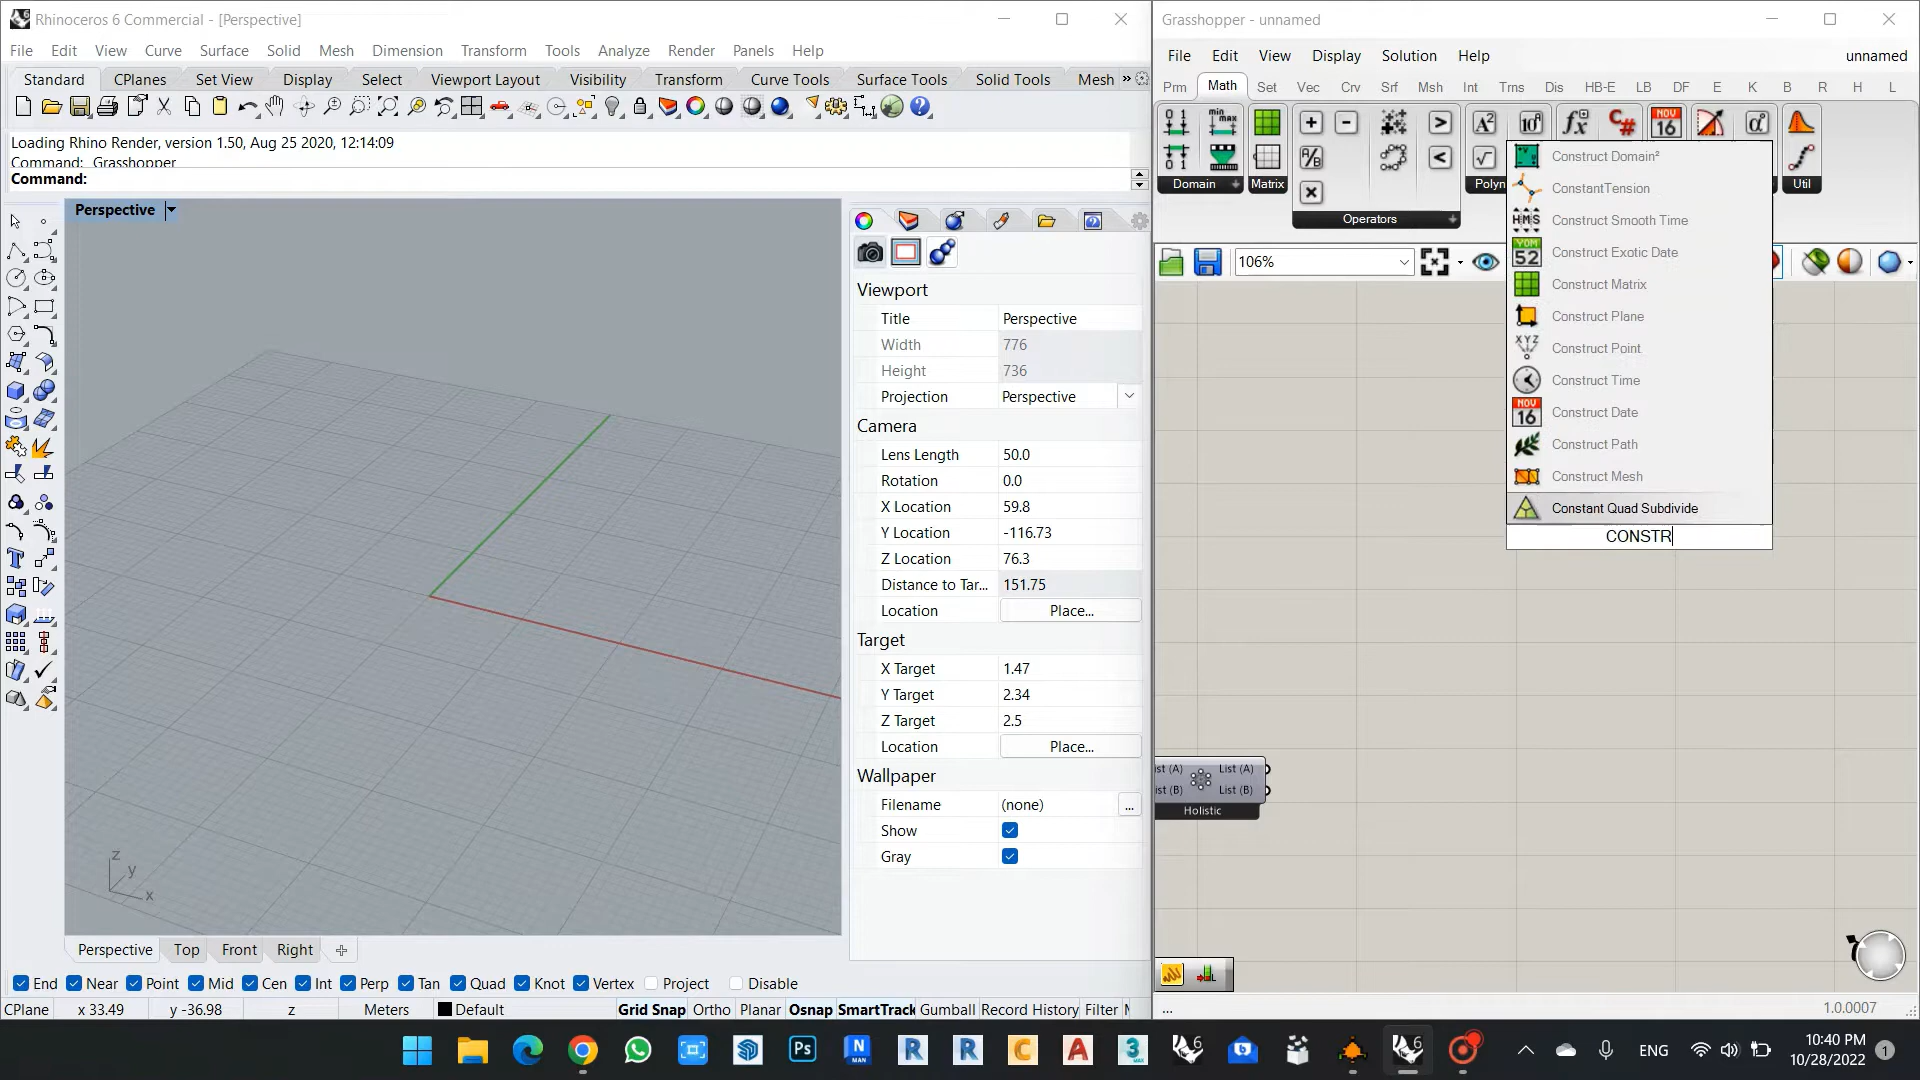 Rhinoceros 6 Commercial - [Perspective]
File Edit View Curve Surface Solid Mesh Dimension Transform Tools Analyze Render Panels Help
Standard CPlanes Set View Display Select Viewport Layout Visibility Transform Curve Tools Surface Tools Solid Tools Mesh »
Loading Rhino Render, version 1.50, Aug 25 2020, 12:14:09
Command: _Grasshopper
Command:
Perspective
Viewport
Title Perspective
Width 776
Height 736
Projection Perspective
Camera
Lens Length 50.0
Rotation 0.0
X Location 59.8
Y Location -116.73
Z Location 76.3
Distance to Tar... 151.75
Location Place...
Target
X Target 1.47
Y Target 2.34
Z Target 2.5
Location Place...
Wallpaper
Filename (none) ...
Show
Gray
z
y
x
Perspective Top Front Right
End Near Point Mid Cen Int Perp Tan Quad Knot Vertex Project Disable
CPlane x 33.49 y -36.98 z Meters Default Grid Snap Ortho Planar Osnap SmartTrack Gumball Record History Filter
Grasshopper - unnamed
File Edit View Display Solution Help unnamed
Prm Math Set Vec Crv Srf Msh Int Trns Dis HB-E LB DF E K B R H L
Domain Matrix Operators Polyn Util
106%
Construct Domain²
ConstantTension
Construct Smooth Time
Construct Exotic Date
Construct Matrix
Construct Plane
Construct Point
Construct Time
Construct Date
Construct Path
Construct Mesh
Constant Quad Subdivide
CONSTR
ist (A) List (A)
ist (B) List (B)
Holistic
... 1.0.0007
ENG
10:40 PM
10/28/2022
1